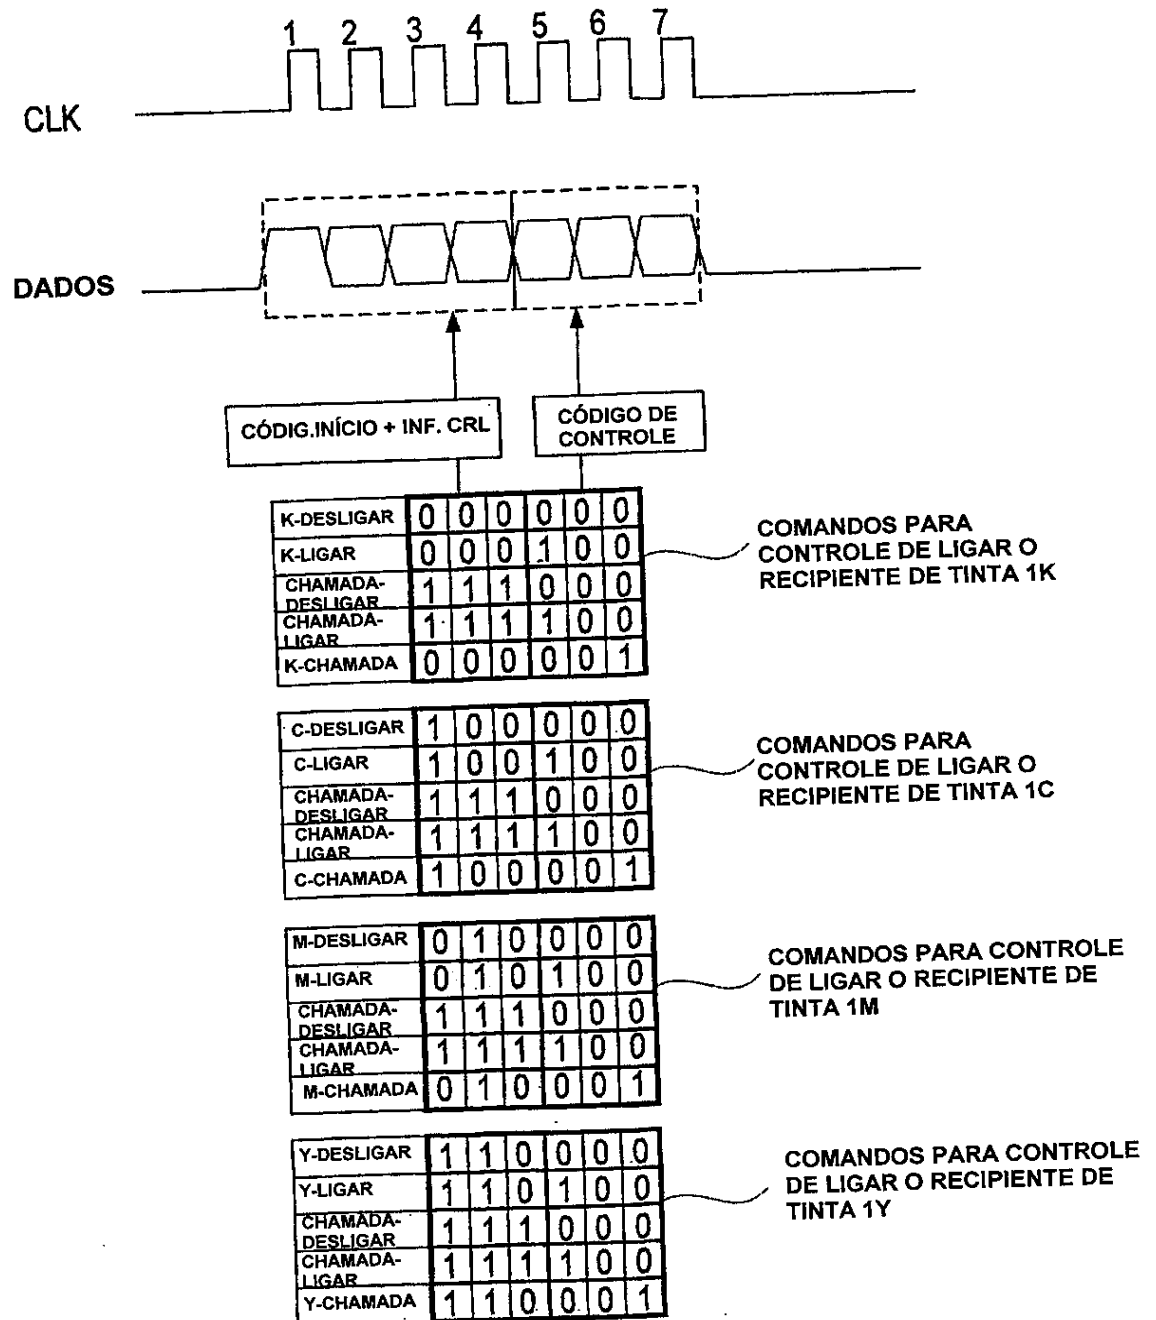 1 2 3 4 5 6 7
CLK
DADOS
CÓDIG.INÍCIO + INF. CRL
CÓDIGO DE
CONTROLE
K-DESLIGAR 0 0 0 0 0 0
K-LIGAR 0 0 0 1 0 0
CHAMADA-
DESLIGAR 1 1 1 0 0 0
CHAMADA-
LIGAR 1 1 1 1 0 0
K-CHAMADA 0 0 0 0 0 1
COMANDOS PARA
CONTROLE DE LIGAR O
RECIPIENTE DE TINTA 1K
C-DESLIGAR 1 0 0 0 0 0
C-LIGAR 1 0 0 1 0 0
CHAMADA-
DESLIGAR 1 1 1 0 0 0
CHAMADA-
LIGAR 1 1 1 1 0 0
C-CHAMADA 1 0 0 0 0 1
COMANDOS PARA
CONTROLE DE LIGAR O
RECIPIENTE DE TINTA 1C
M-DESLIGAR 0 1 0 0 0 0
M-LIGAR 0 1 0 1 0 0
CHAMADA-
DESLIGAR 1 1 1 0 0 0
CHAMADA-
LIGAR 1 1 1 1 0 0
M-CHAMADA 0 1 0 0 0 1
COMANDOS PARA CONTROLE
DE LIGAR O RECIPIENTE DE
TINTA 1M
Y-DESLIGAR 1 1 0 0 0 0
Y-LIGAR 1 1 0 1 0 0
CHAMADA-
DESLIGAR 1 1 1 0 0 0
CHAMADA-
LIGAR 1 1 1 1 0 0
Y-CHAMADA 1 1 0 0 0 1
COMANDOS PARA CONTROLE
DE LIGAR O RECIPIENTE DE
TINTA 1Y